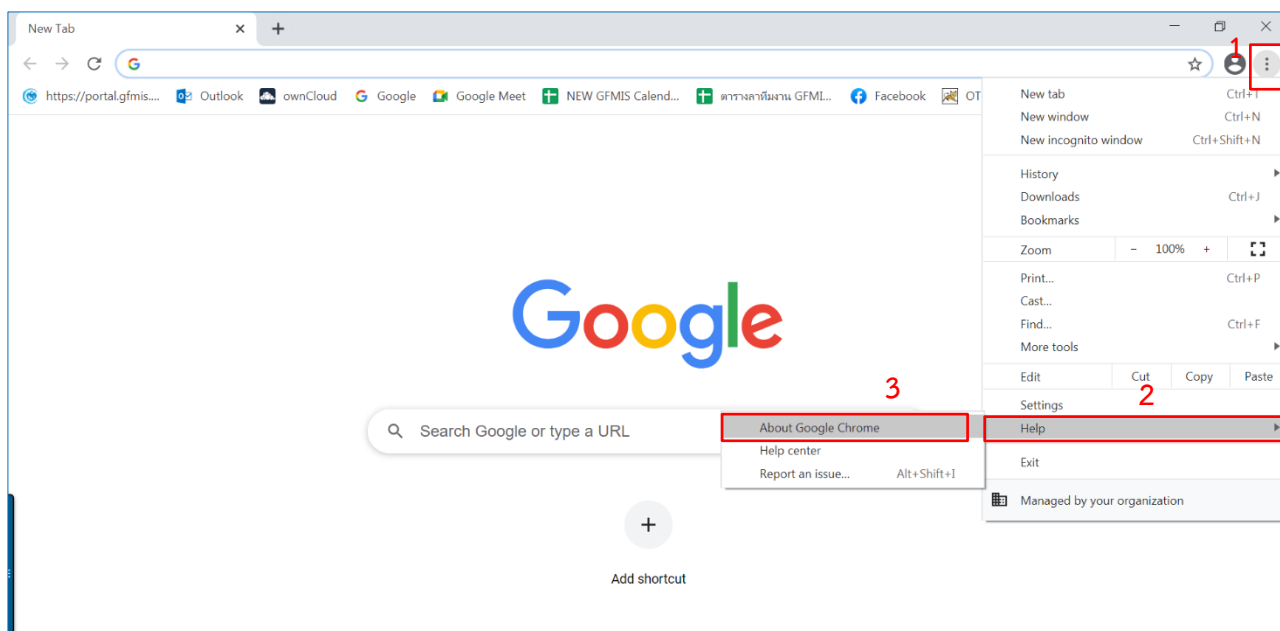 New Tab
1
https://portal.gfmis....
Outlook
ownCloud
Google
Google Meet
NEW GFMIS Calend...
ตารางลาทีมงาน GFMI...
Facebook
OT
New tab Ctrl+T
New window Ctrl+N
New incognito window Ctrl+Shift+N
History
Downloads Ctrl+J
Bookmarks
Zoom - 100% +
Print... Ctrl+P
Cast...
Find... Ctrl+F
More tools
Edit Cut Copy Paste
2
Settings
Help
Exit
Managed by your organization
Google
3
Search Google or type a URL
About Google Chrome
Help center
Report an issue... Alt+Shift+I
Add shortcut